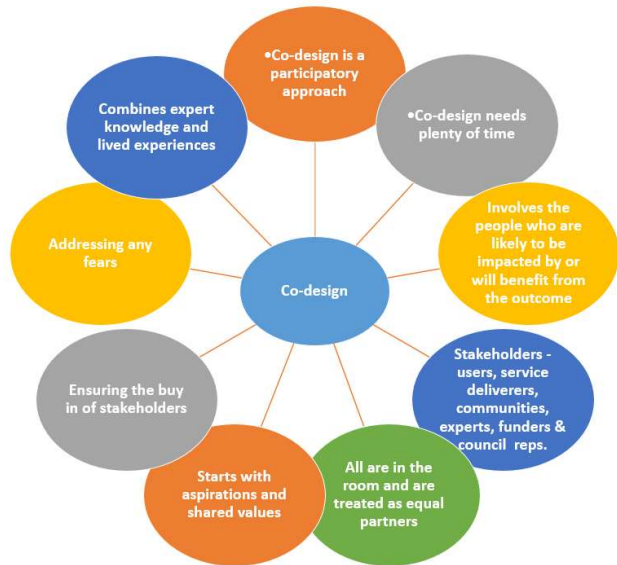 •Co-design is a
participatory
approach
•Co-design needs
plenty of time
Involves the
people who are
likely to be
impacted by or
will benefit from
the outcome
Stakeholders -
users, service
deliverers,
communities,
experts, funders &
council reps.
All are in the
room and are
treated as equal
partners
Starts with
aspirations and
shared values
Ensuring the buy
in of stakeholders
Addressing any
fears
Combines expert
knowledge and
lived experiences
Co-design